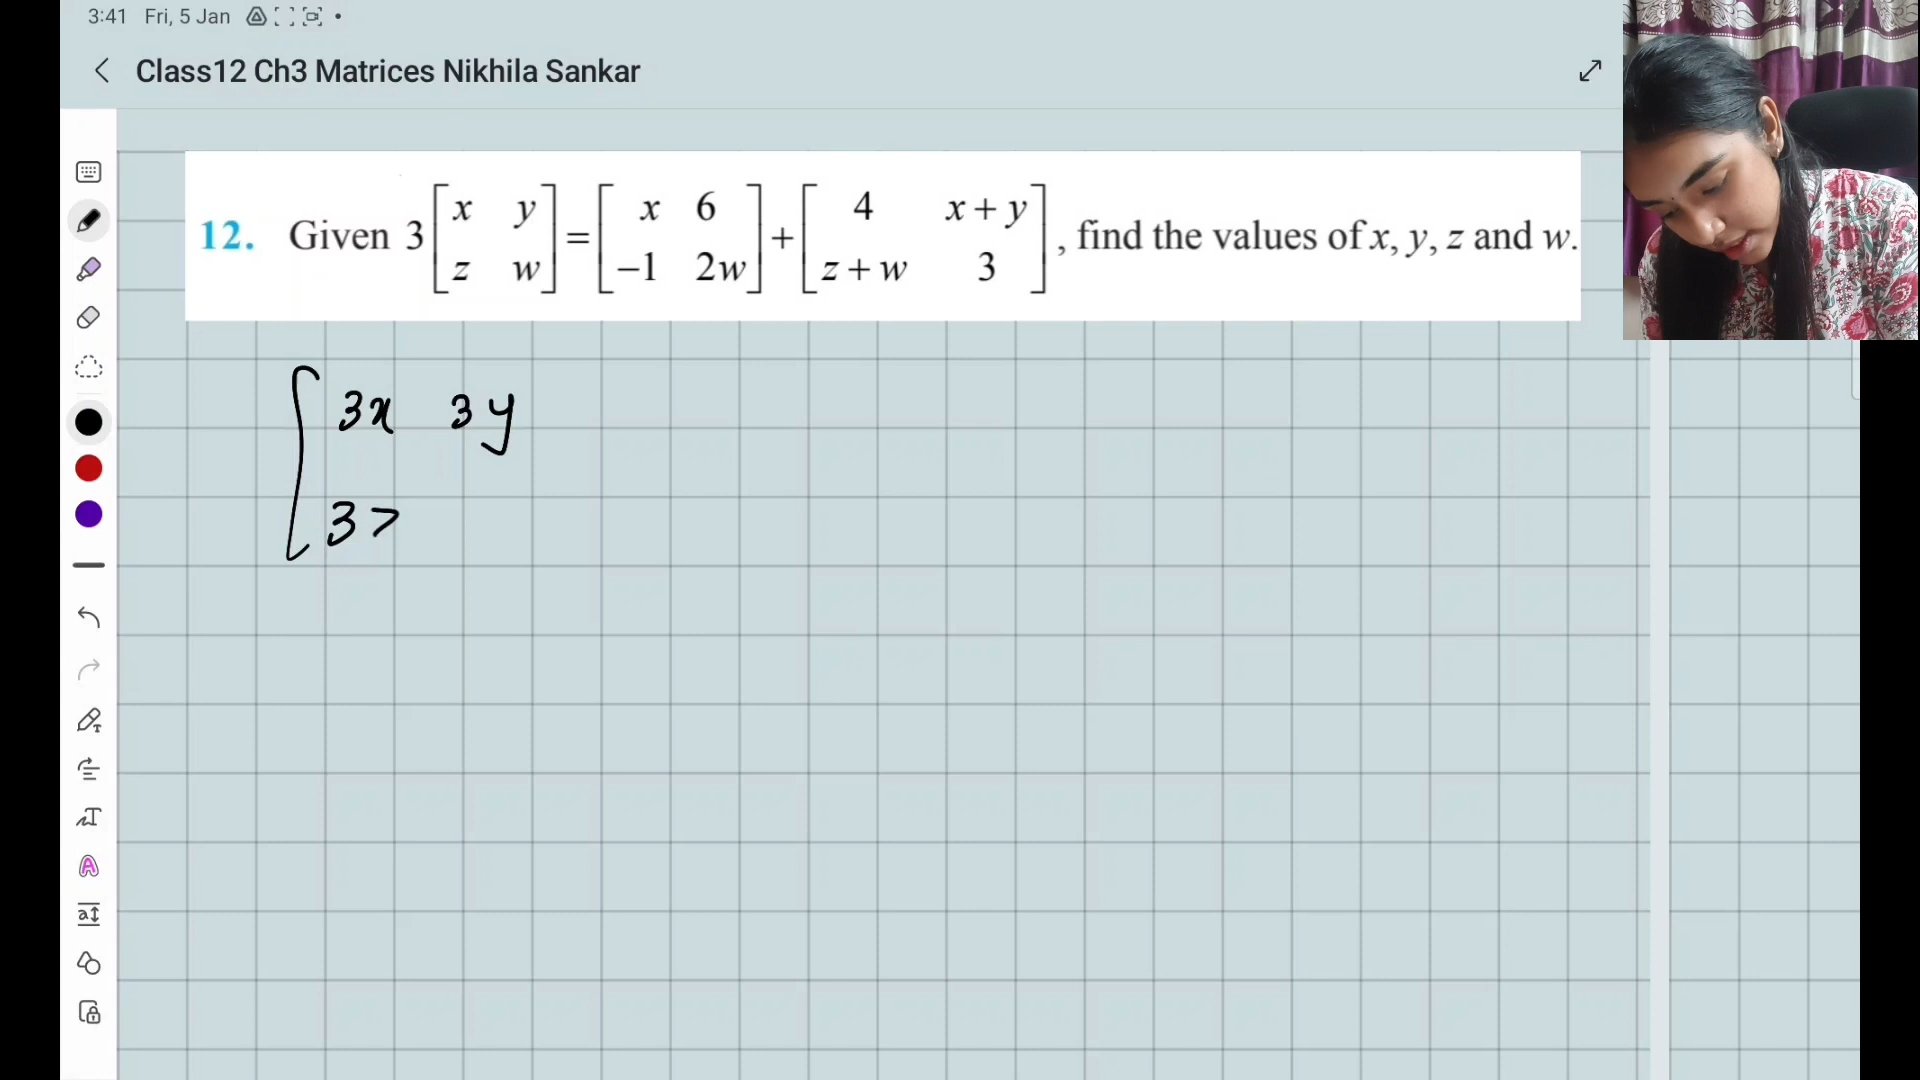 3:41 Fri, 5 Jan
Class12 Ch3 Matrices Nikhila Sankar
12. Given 3 [x y; z w] = [x 6; −1 2w] + [4 x + y; z + w 3], find the values of x, y, z and w.
3x 3y
3